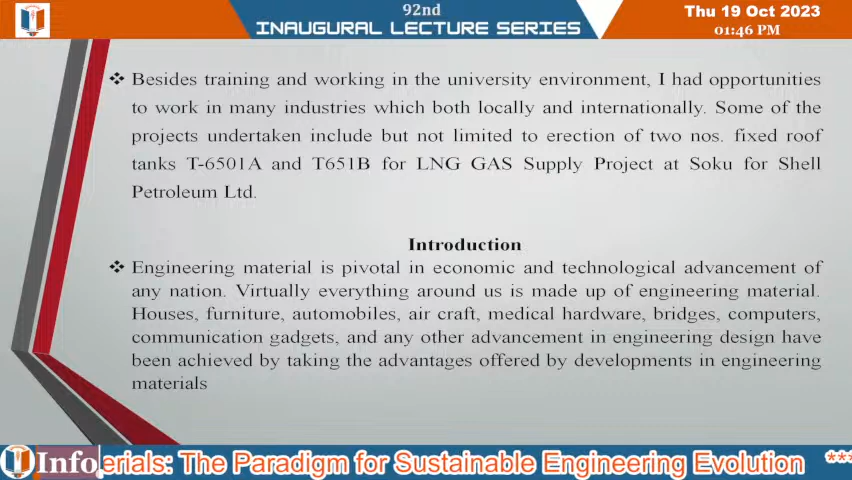 92nd
INAUGURAL LECTURE SERIES
Thu 19 Oct 2023
01:46 PM
Besides training and working in the university environment, I had opportunities
to work in many industries which both locally and internationally. Some of the
projects undertaken include but not limited to erection of two nos. fixed roof
tanks T-6501A and T651B for LNG GAS Supply Project at Soku for Shell
Petroleum Ltd.
Introduction
Engineering material is pivotal in economic and technological advancement of
any nation. Virtually everything around us is made up of engineering material.
Houses, furniture, automobiles, air craft, medical hardware, bridges, computers,
communication gadgets, and any other advancement in engineering design have
been achieved by taking the advantages offered by developments in engineering
materials
Info. erials: The Paradigm for Sustainable Engineering Evolution ***